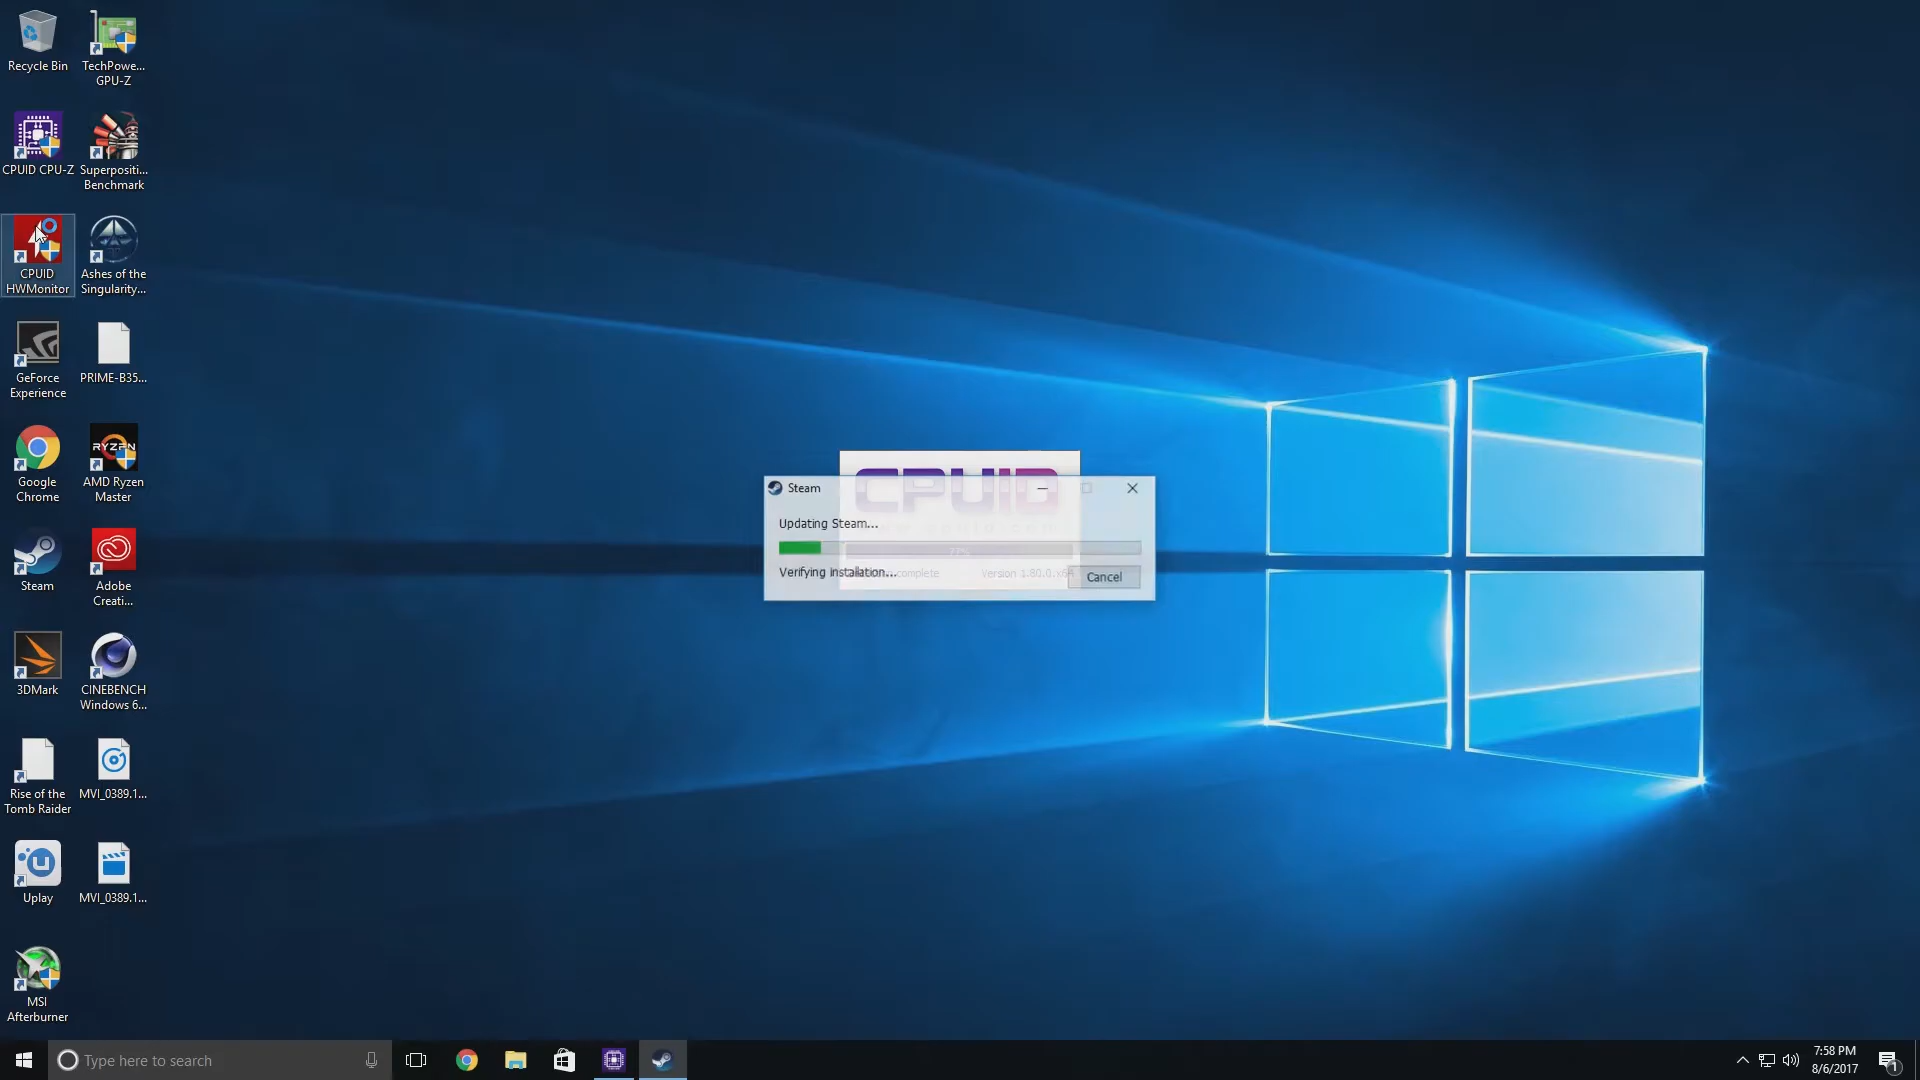 Recycle Bin
TechPowe...
GPU-Z
CPUID CPU-Z
Superpositi...
Benchmark
CPUID
HWMonitor
Ashes of the
Singularity...
GeForce
Experience
PRIME-B35...
Google
Chrome
RYZEN
AMD Ryzen
Master
Steam
Adobe
Creati...
3DMark
CINEBENCH
Windows 6...
Rise of the
Tomb Raider
MVI_0389.1...
Uplay
MVI_0389.1...
MSI
Afterburner
CPUID
Steam
Updating Steam...
Verifying installation...
complete
Version 1.80.0.x64
Cancel
Type here to search
7:58 PM
8/6/2017
1